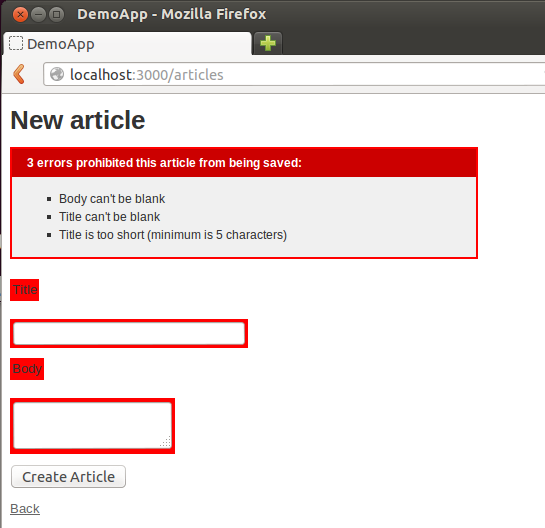 DemoApp - Mozilla Firefox
DemoApp
localhost:3000/articles
New article
3 errors prohibited this article from being saved:
Body can't be blank
Title can't be blank
Title is too short (minimum is 5 characters)
Title
Body
Create Article
Back